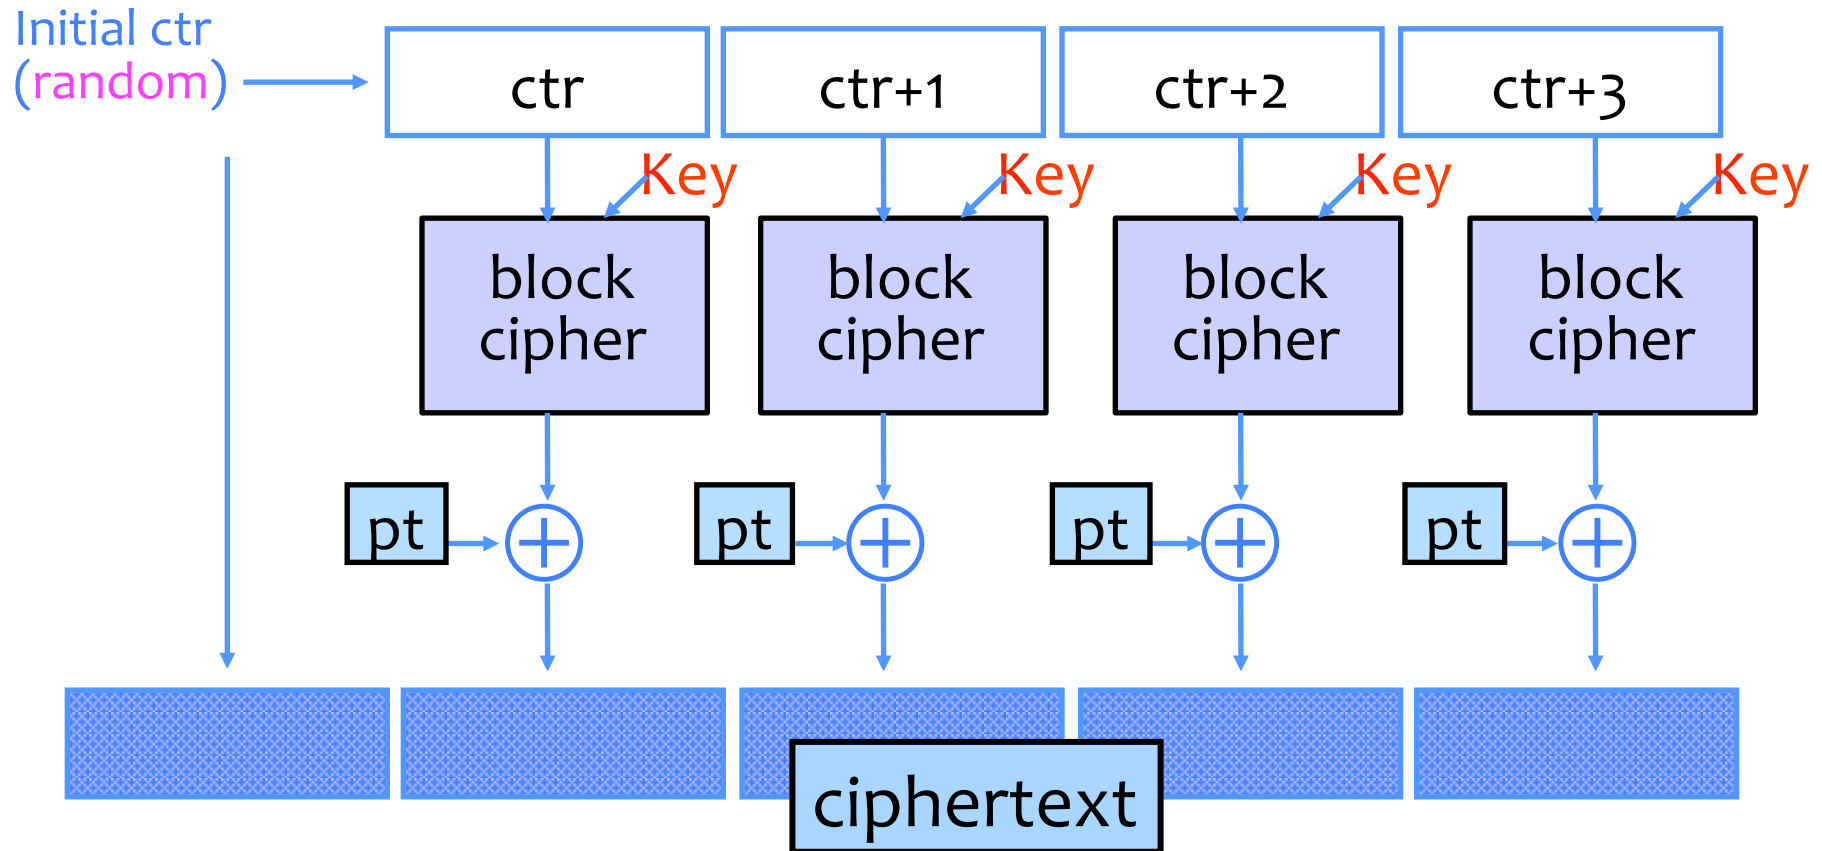 Initial ctr
(random)
ctr
ctr+1
ctr+2
ctr+3
Key
Key
Key
Key
block
cipher
block
cipher
block
cipher
block
cipher
pt
pt
pt
pt
ciphertext